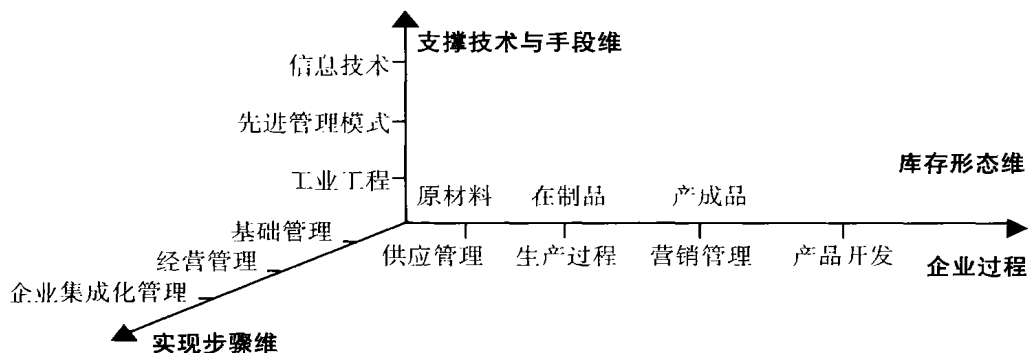 支撑技术与手段维
信息技术
先进管理模式
工业工程
库存形态维
原材料 在制品 产成品
基础管理
供应管理 生产过程 营销管理 产品开发
经营管理
企业过程
企业集成化管理
实现步骤维